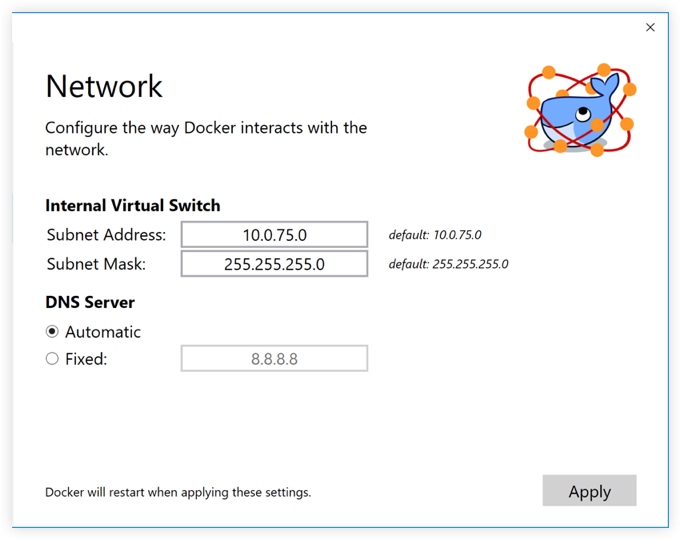 Network
Configure the way Docker interacts with the
network.
Internal Virtual Switch
Subnet Address: 10.0.75.0 default: 10.0.75.0
Subnet Mask: 255.255.255.0 default: 255.255.255.0
DNS Server
Automatic
Fixed: 8.8.8.8
Docker will restart when applying these settings. Apply